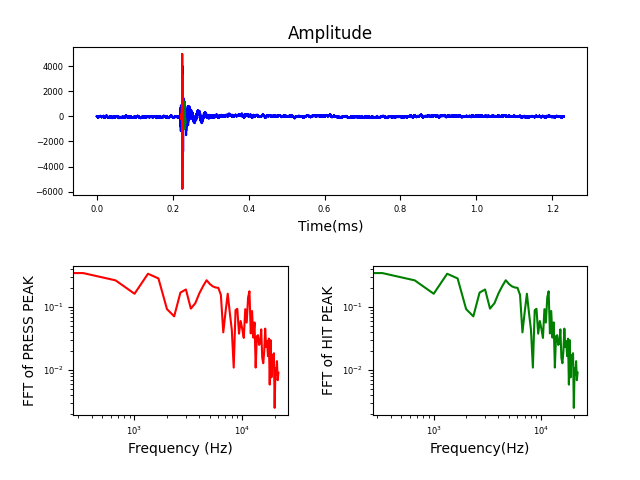 Amplitude
4000
2000
0
−2000
−4000
−6000
0.0 0.2 0.4 0.6 0.8 1.0 1.2
Time(ms)
FFT of PRESS PEAK
10⁻¹
10⁻²
10³ 10⁴
Frequency (Hz)
FFT of HIT PEAK
10⁻¹
10⁻²
10³ 10⁴
Frequency(Hz)